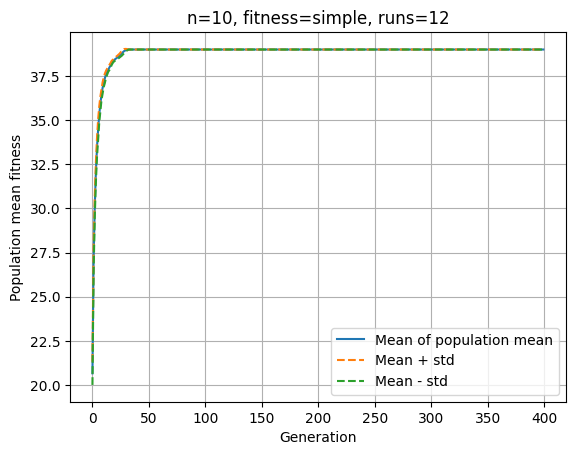 n=10, fitness=simple, runs=12
Population mean fitness
37.5
35.0
32.5
30.0
27.5
25.0
22.5
20.0
Mean of population mean
Mean + std
Mean - std
0 50 100 150 200 250 300 350 400
Generation